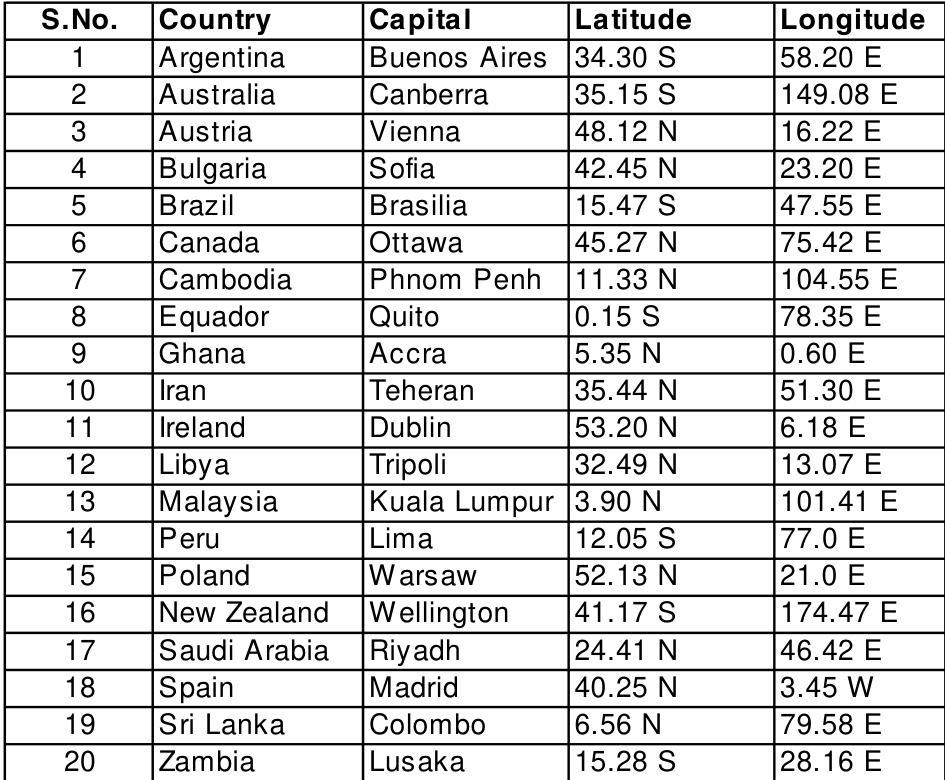 S.No. Country Capital Latitude Longitude
1 Argentina Buenos Aires 34.30 S 58.20 E
2 Australia Canberra 35.15 S 149.08 E
3 Austria Vienna 48.12 N 16.22 E
4 Bulgaria Sofia 42.45 N 23.20 E
5 Brazil Brasilia 15.47 S 47.55 E
6 Canada Ottawa 45.27 N 75.42 E
7 Cambodia Phnom Penh 11.33 N 104.55 E
8 Equador Quito 0.15 S 78.35 E
9 Ghana Accra 5.35 N 0.60 E
10 Iran Teheran 35.44 N 51.30 E
11 Ireland Dublin 53.20 N 6.18 E
12 Libya Tripoli 32.49 N 13.07 E
13 Malaysia Kuala Lumpur 3.90 N 101.41 E
14 Peru Lima 12.05 S 77.0 E
15 Poland Warsaw 52.13 N 21.0 E
16 New Zealand Wellington 41.17 S 174.47 E
17 Saudi Arabia Riyadh 24.41 N 46.42 E
18 Spain Madrid 40.25 N 3.45 W
19 Sri Lanka Colombo 6.56 N 79.58 E
20 Zambia Lusaka 15.28 S 28.16 E